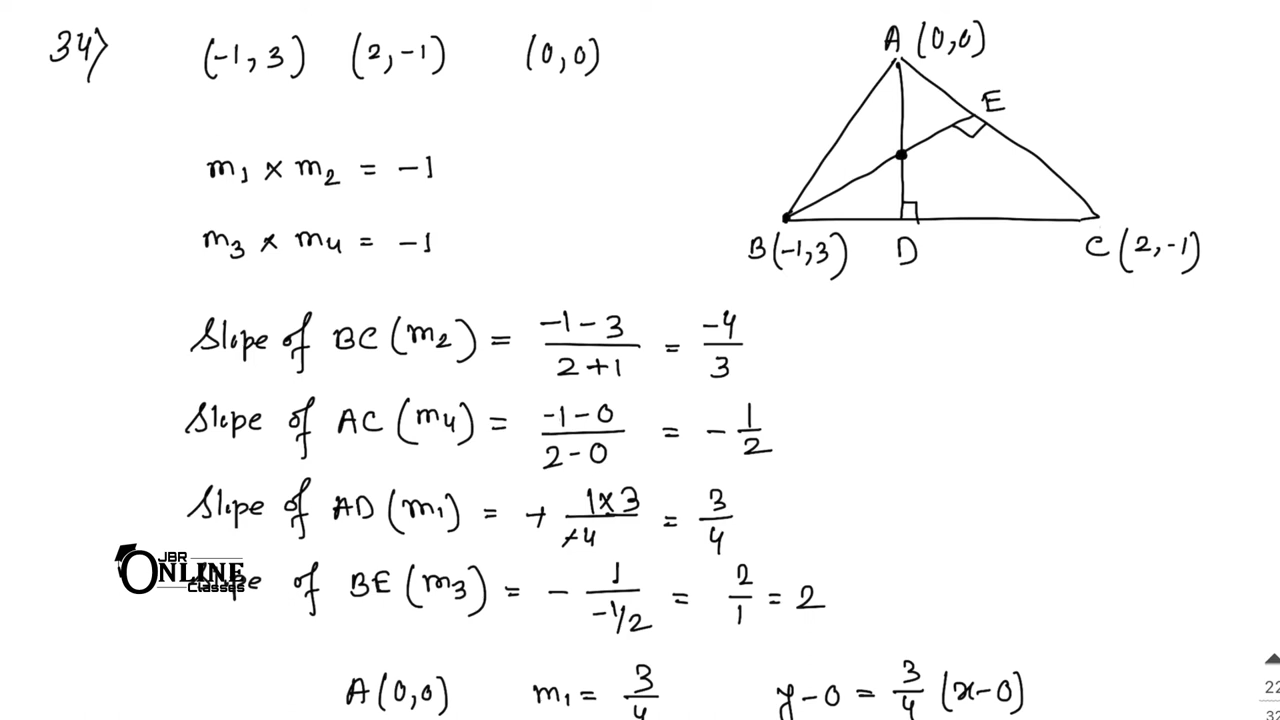 34) (-1, 3) (2, -1) (0, 0)
A (0,0)
E
m1 × m2 = -1
m3 × m4 = -1
B(-1,3) D C (2,-1)
Slope of BC (m2) = (-1-3)/(2+1) = -4/3
Slope of AC (m4) = (-1-0)/(2-0) = -1/2
Slope of AD (m1) = + (1×3)/(-4) = 3/4
JBR
ONLINE
Classes
of BE (m3) = - 1/(-1/2) = 2/1 = 2
A(0,0) m1 = 3/4 y-0 = 3/4 (x-0)